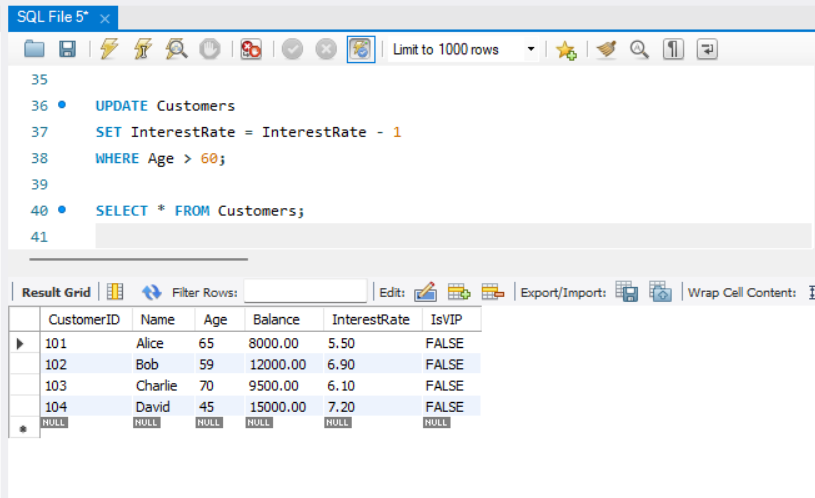 SQL File 5*
Limit to 1000 rows
35
36 UPDATE Customers
37 SET InterestRate = InterestRate - 1
38 WHERE Age > 60;
39
40 SELECT * FROM Customers;
41
Result Grid Filter Rows: Edit: Export/Import: Wrap Cell Content:
CustomerID Name Age Balance InterestRate IsVIP
101 Alice 65 8000.00 5.50 FALSE
102 Bob 59 12000.00 6.90 FALSE
103 Charlie 70 9500.00 6.10 FALSE
104 David 45 15000.00 7.20 FALSE
NULL NULL NULL NULL NULL NULL